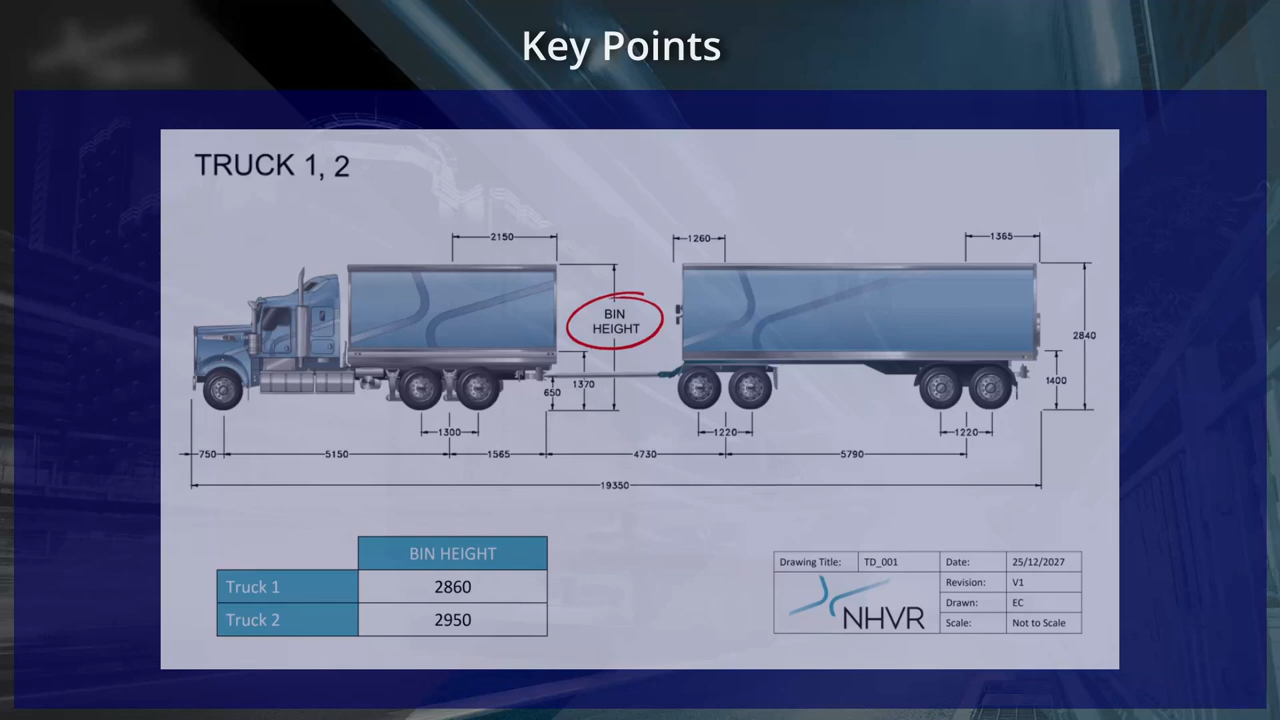 Key Points
TRUCK 1, 2
2150
1260
1365
BIN
HEIGHT
2840
650
1370
1400
1300
1220
1220
750
5150
1565
4730
5790
19350
BIN HEIGHT
Truck 1 2860
Truck 2 2950
Drawing Title: TD_001 Date: 25/12/2027
Revision: V1
Drawn: EC
Scale: Not to Scale
NHVR